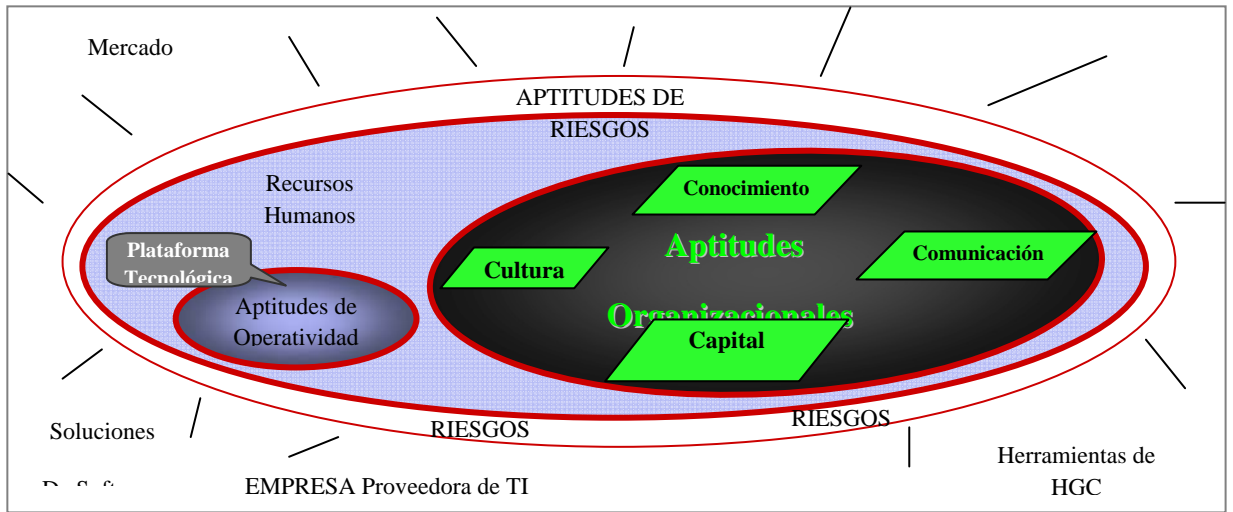 Mercado
APTITUDES DE
RIESGOS
Recursos
Humanos
Conocimiento
Plataforma
Tecnológica
Aptitudes
Cultura
Comunicación
Aptitudes de
Operatividad
Organizacionales
Capital
RIESGOS
RIESGOS
Soluciones
EMPRESA Proveedora de TI
Herramientas de
HGC